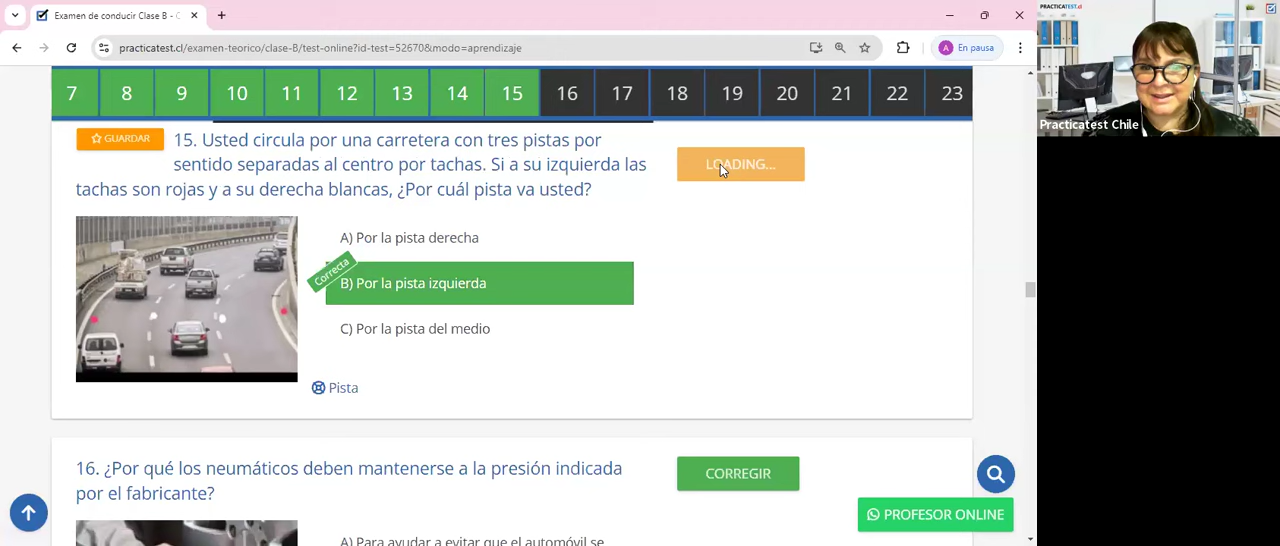 Examen de conducir Clase B - C
practicatest.cl/examen-teorico/clase-B/test-online?id-test=52670&modo=aprendizaje
A En pausa
PRACTICATEST.cl
Practicatest Chile
7 8 9 10 11 12 13 14 15 16 17 18 19 20 21 22 23
GUARDAR
15. Usted circula por una carretera con tres pistas por
sentido separadas al centro por tachas. Si a su izquierda las
tachas son rojas y a su derecha blancas, ¿Por cuál pista va usted?
LOADING...
A) Por la pista derecha
Correcta
B) Por la pista izquierda
C) Por la pista del medio
Pista
16. ¿Por qué los neumáticos deben mantenerse a la presión indicada
por el fabricante?
CORREGIR
PROFESOR ONLINE
A) Para ayudar a evitar que el automóvil se